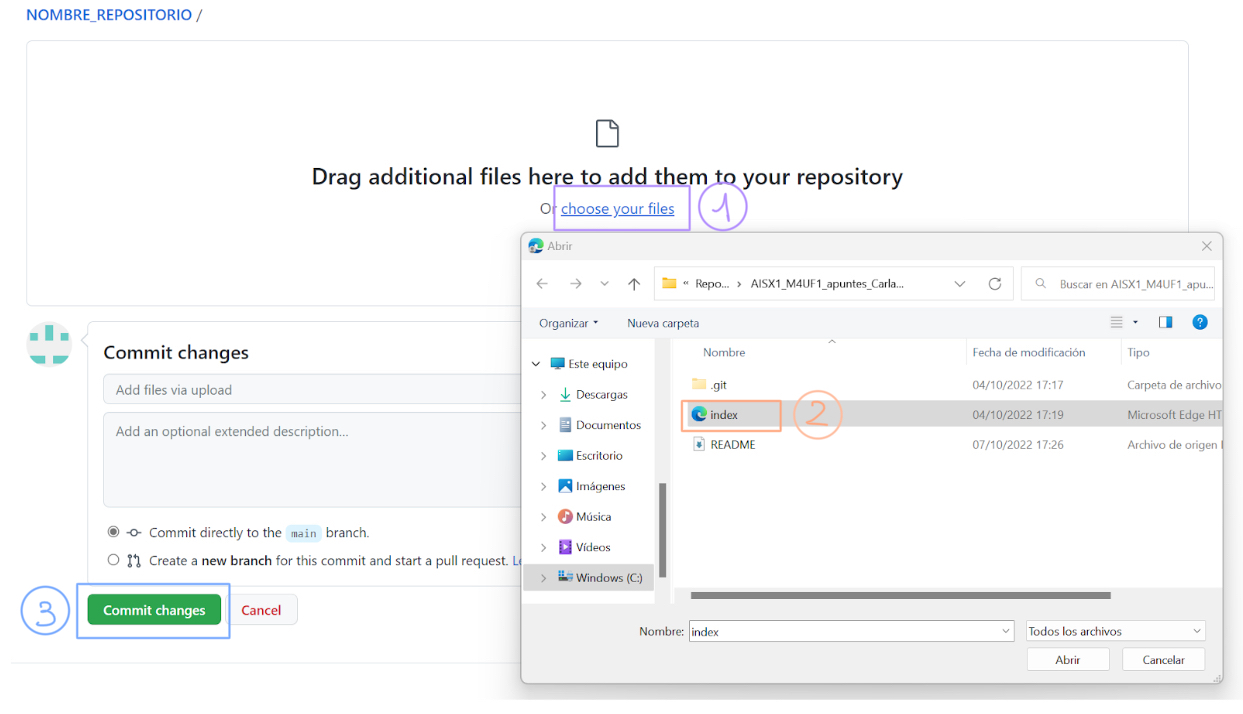 NOMBRE_REPOSITORIO /
Drag additional files here to add them to your repository
Or choose your files
1
Abrir
« Repo... › AISX1_M4UF1_apuntes_Carla...
Buscar en AISX1_M4UF1_apu...
Organizar
Nueva carpeta
?
Commit changes
Add files via upload
Add an optional extended description...
Commit directly to the main branch.
Create a new branch for this commit and start a pull request.
3
Commit changes
Cancel
Este equipo
Descargas
Documentos
Escritorio
Imágenes
Música
Vídeos
Windows (C:)
Nombre Fecha de modificación Tipo
.git 04/10/2022 17:17 Carpeta de archivo
index 2 04/10/2022 17:19 Microsoft Edge HT
README 07/10/2022 17:26 Archivo de origen
Nombre: index
Todos los archivos
Abrir
Cancelar